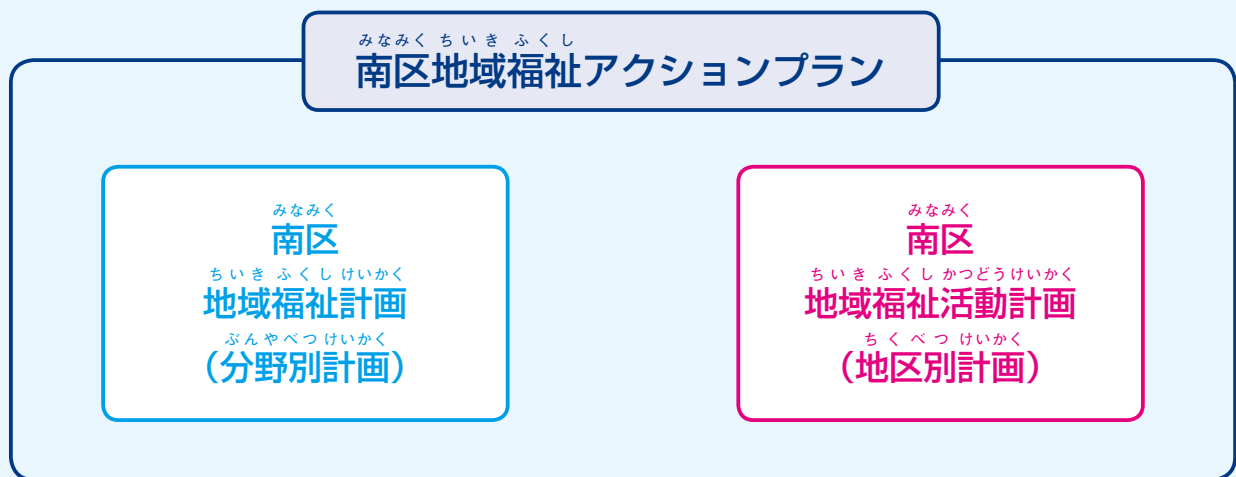 みなみく ちいき ふくし
南区地域福祉アクションプラン
みなみく
南区
ちいき ふくし けいかく
地域福祉計画
ぶんやべつ けいかく
（分野別計画）
みなみく
南区
ちいき ふくし かつどうけいかく
地域福祉活動計画
ちくべつ けいかく
（地区別計画）